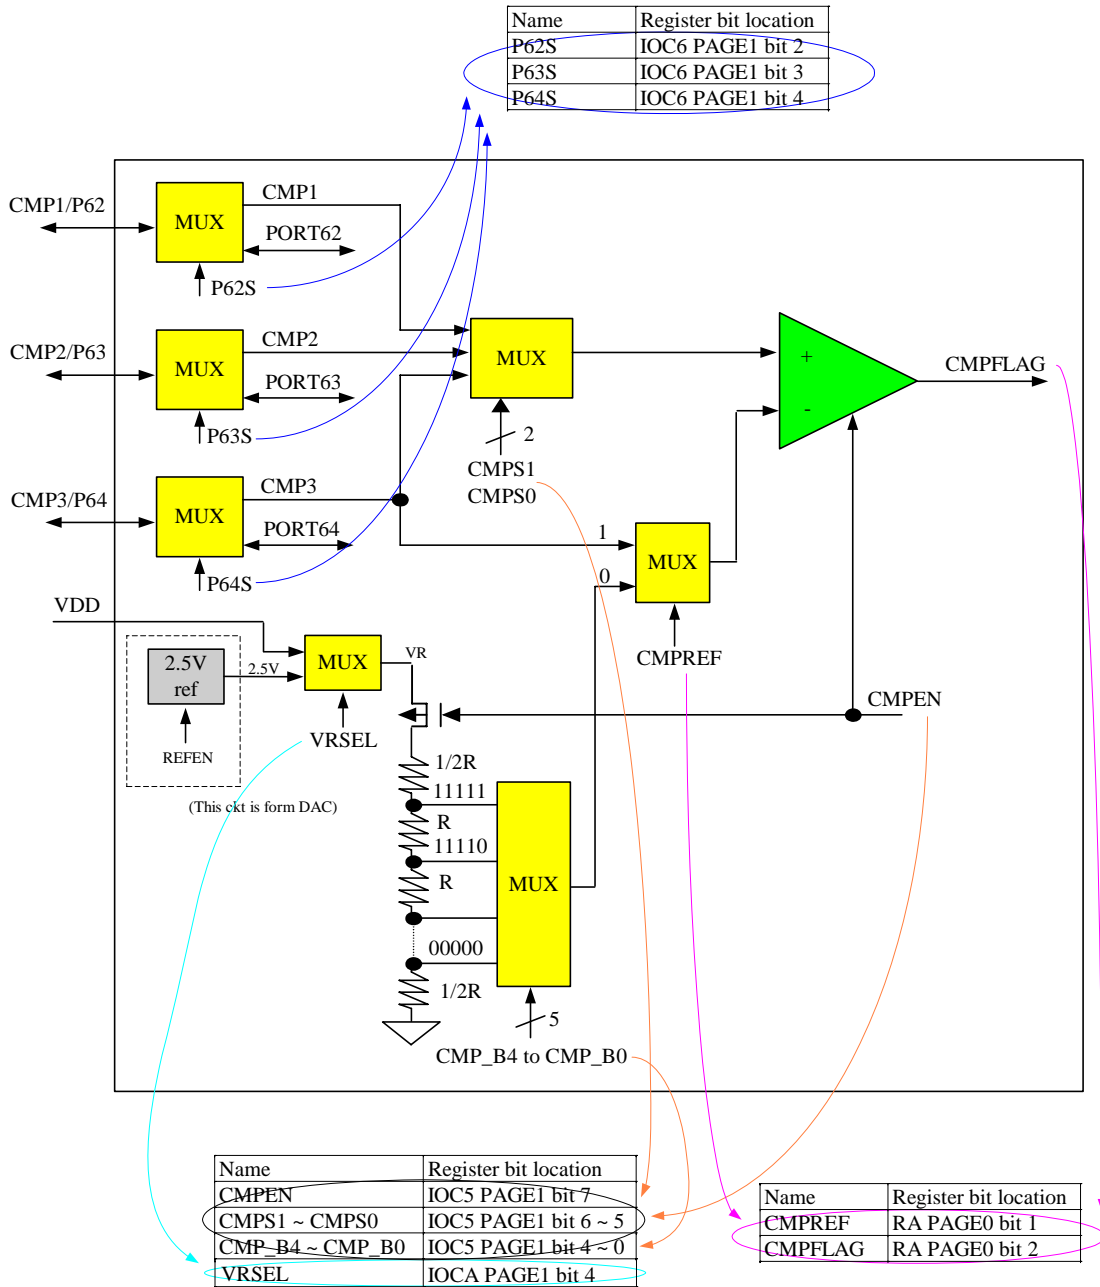 Name Register bit location
P62S IOC6 PAGE1 bit 2
P63S IOC6 PAGE1 bit 3
P64S IOC6 PAGE1 bit 4
CMP1/P62
MUX
CMP1
PORT62
P62S
CMP2/P63
MUX
CMP2
PORT63
P63S
CMP3/P64
MUX
CMP3
PORT64
P64S
MUX
2
CMPS1
CMPS0
+
-
CMPFLAG
1
0
MUX
CMPREF
CMPEN
VDD
2.5V
ref
2.5V
REFEN
MUX
VR
VRSEL
(This ckt is form DAC)
1/2R
11111
R
11110
R
00000
1/2R
MUX
5
CMP_B4 to CMP_B0
Name Register bit location
CMPEN IOC5 PAGE1 bit 7
CMPS1 ~ CMPS0 IOC5 PAGE1 bit 6 ~ 5
CMP_B4 ~ CMP_B0 IOC5 PAGE1 bit 4 ~ 0
VRSEL IOCA PAGE1 bit 4
Name Register bit location
CMPREF RA PAGE0 bit 1
CMPFLAG RA PAGE0 bit 2